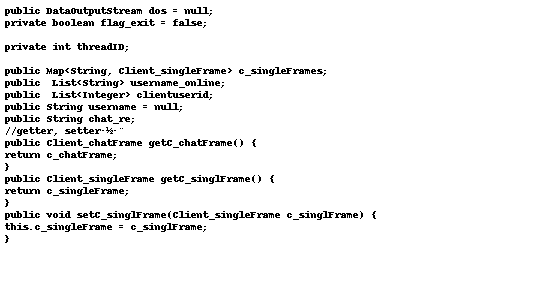 public DataOutputStream dos = null;
private boolean flag_exit = false;
private int threadID;
public Map<String, Client_singleFrame> c_singleFrames;
public  List<String> username_online;
public  List<Integer> clientuserid;
public String username = null;
public String chat_re;
//getter, setter·½·¨
public Client_chatFrame getC_chatFrame() {
return c_chatFrame;
}
public Client_singleFrame getC_singlFrame() {
return c_singleFrame;
}
public void setC_singlFrame(Client_singleFrame c_singlFrame) {
this.c_singleFrame = c_singlFrame;
}